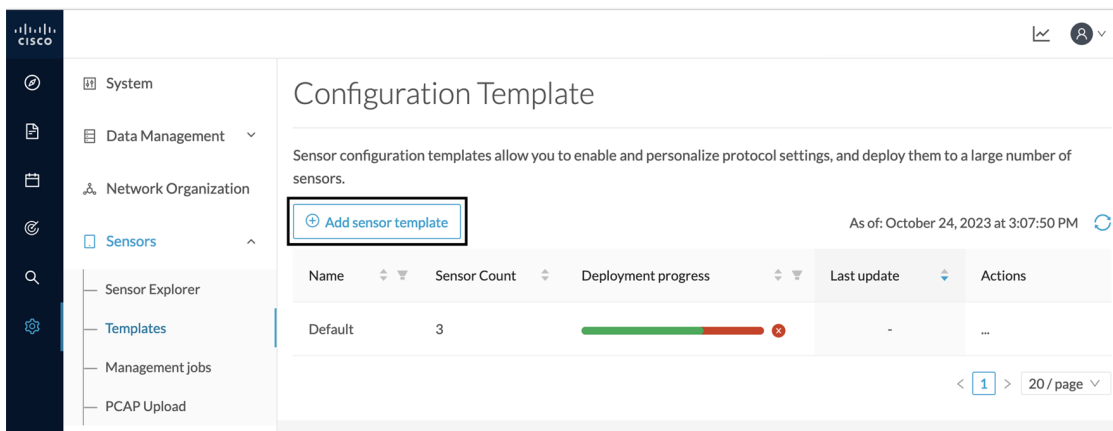 CISCO
System
Data Management
Network Organization
Sensors
Sensor Explorer
Templates
Management jobs
PCAP Upload
Configuration Template
Sensor configuration templates allow you to enable and personalize protocol settings, and deploy them to a large number of
sensors.
Add sensor template
As of: October 24, 2023 at 3:07:50 PM
Name Sensor Count Deployment progress Last update Actions
Default 3 - ...
< 1 > 20 / page